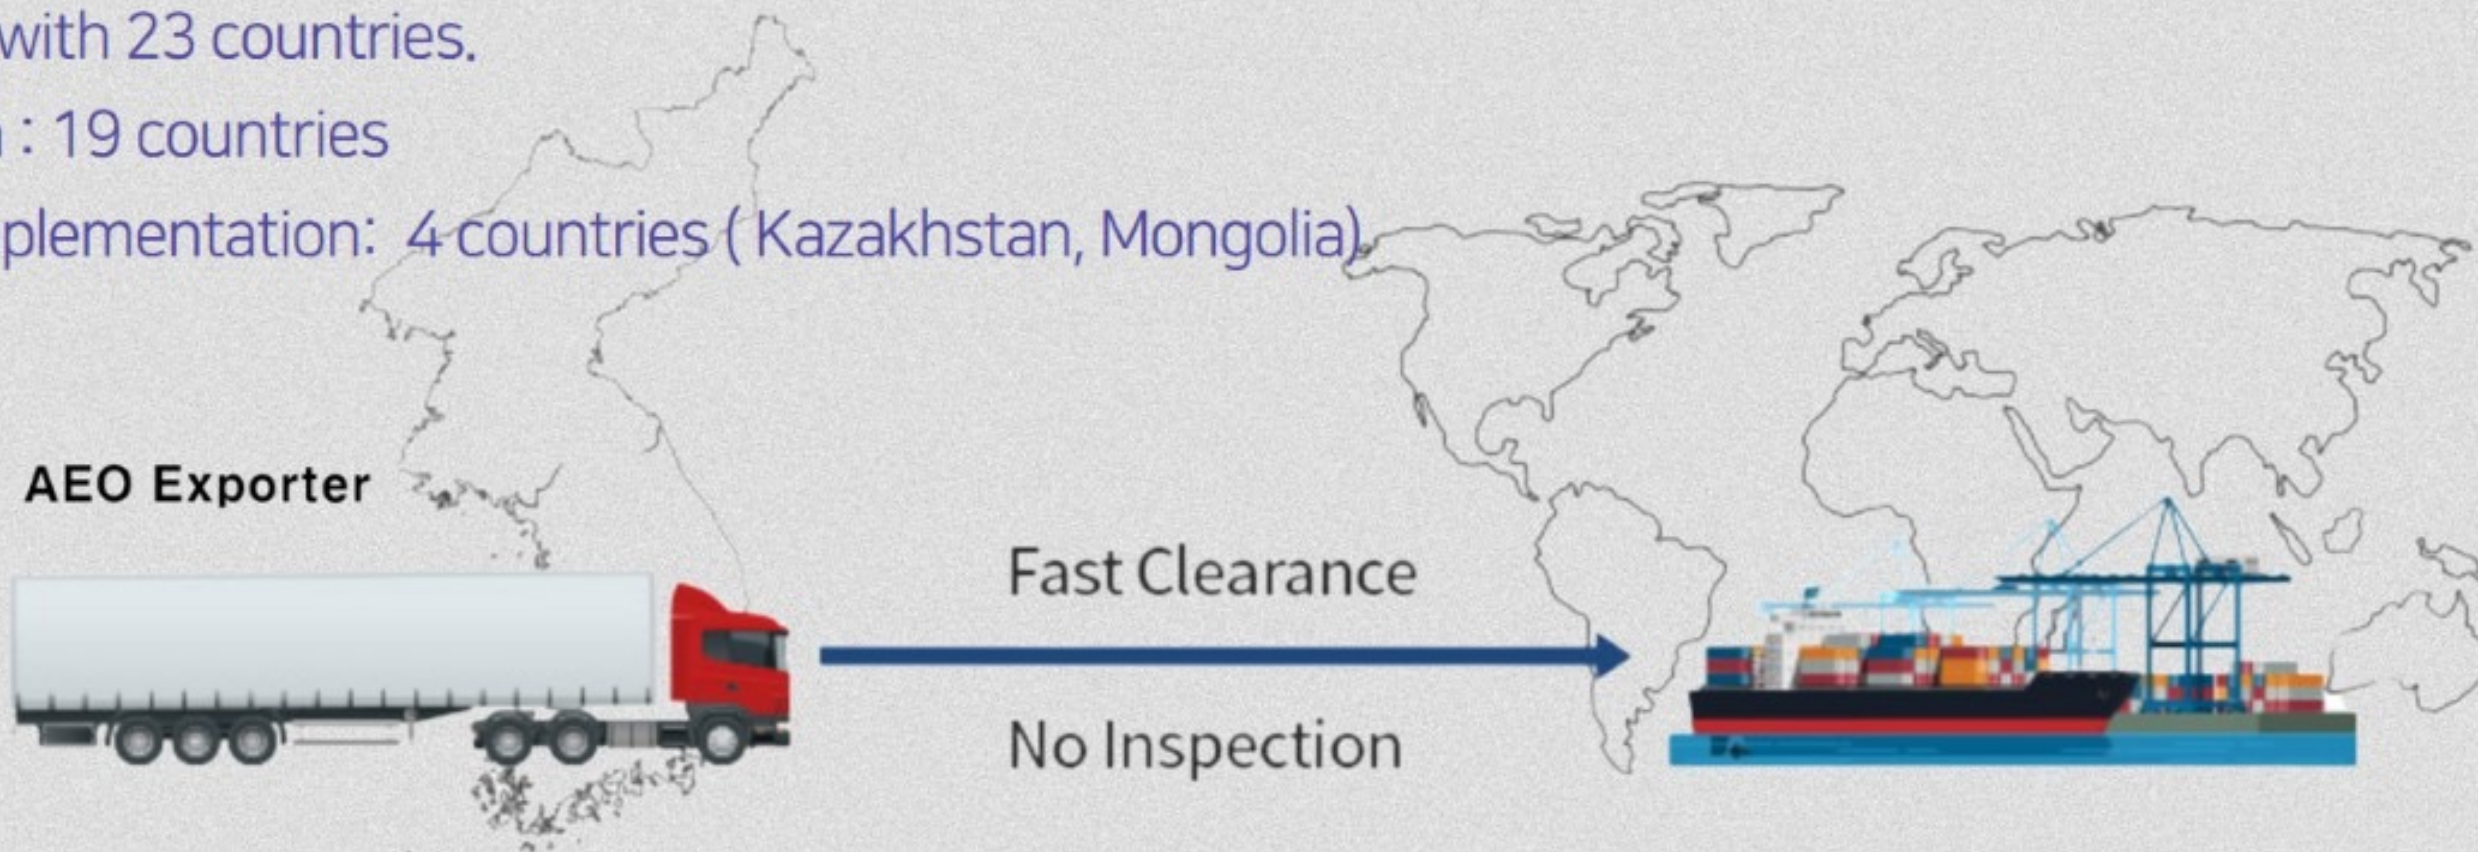 with 23 countries.
: 19 countries
plementation: 4 countries ( Kazakhstan, Mongolia)
AEO Exporter
Fast Clearance
No Inspection